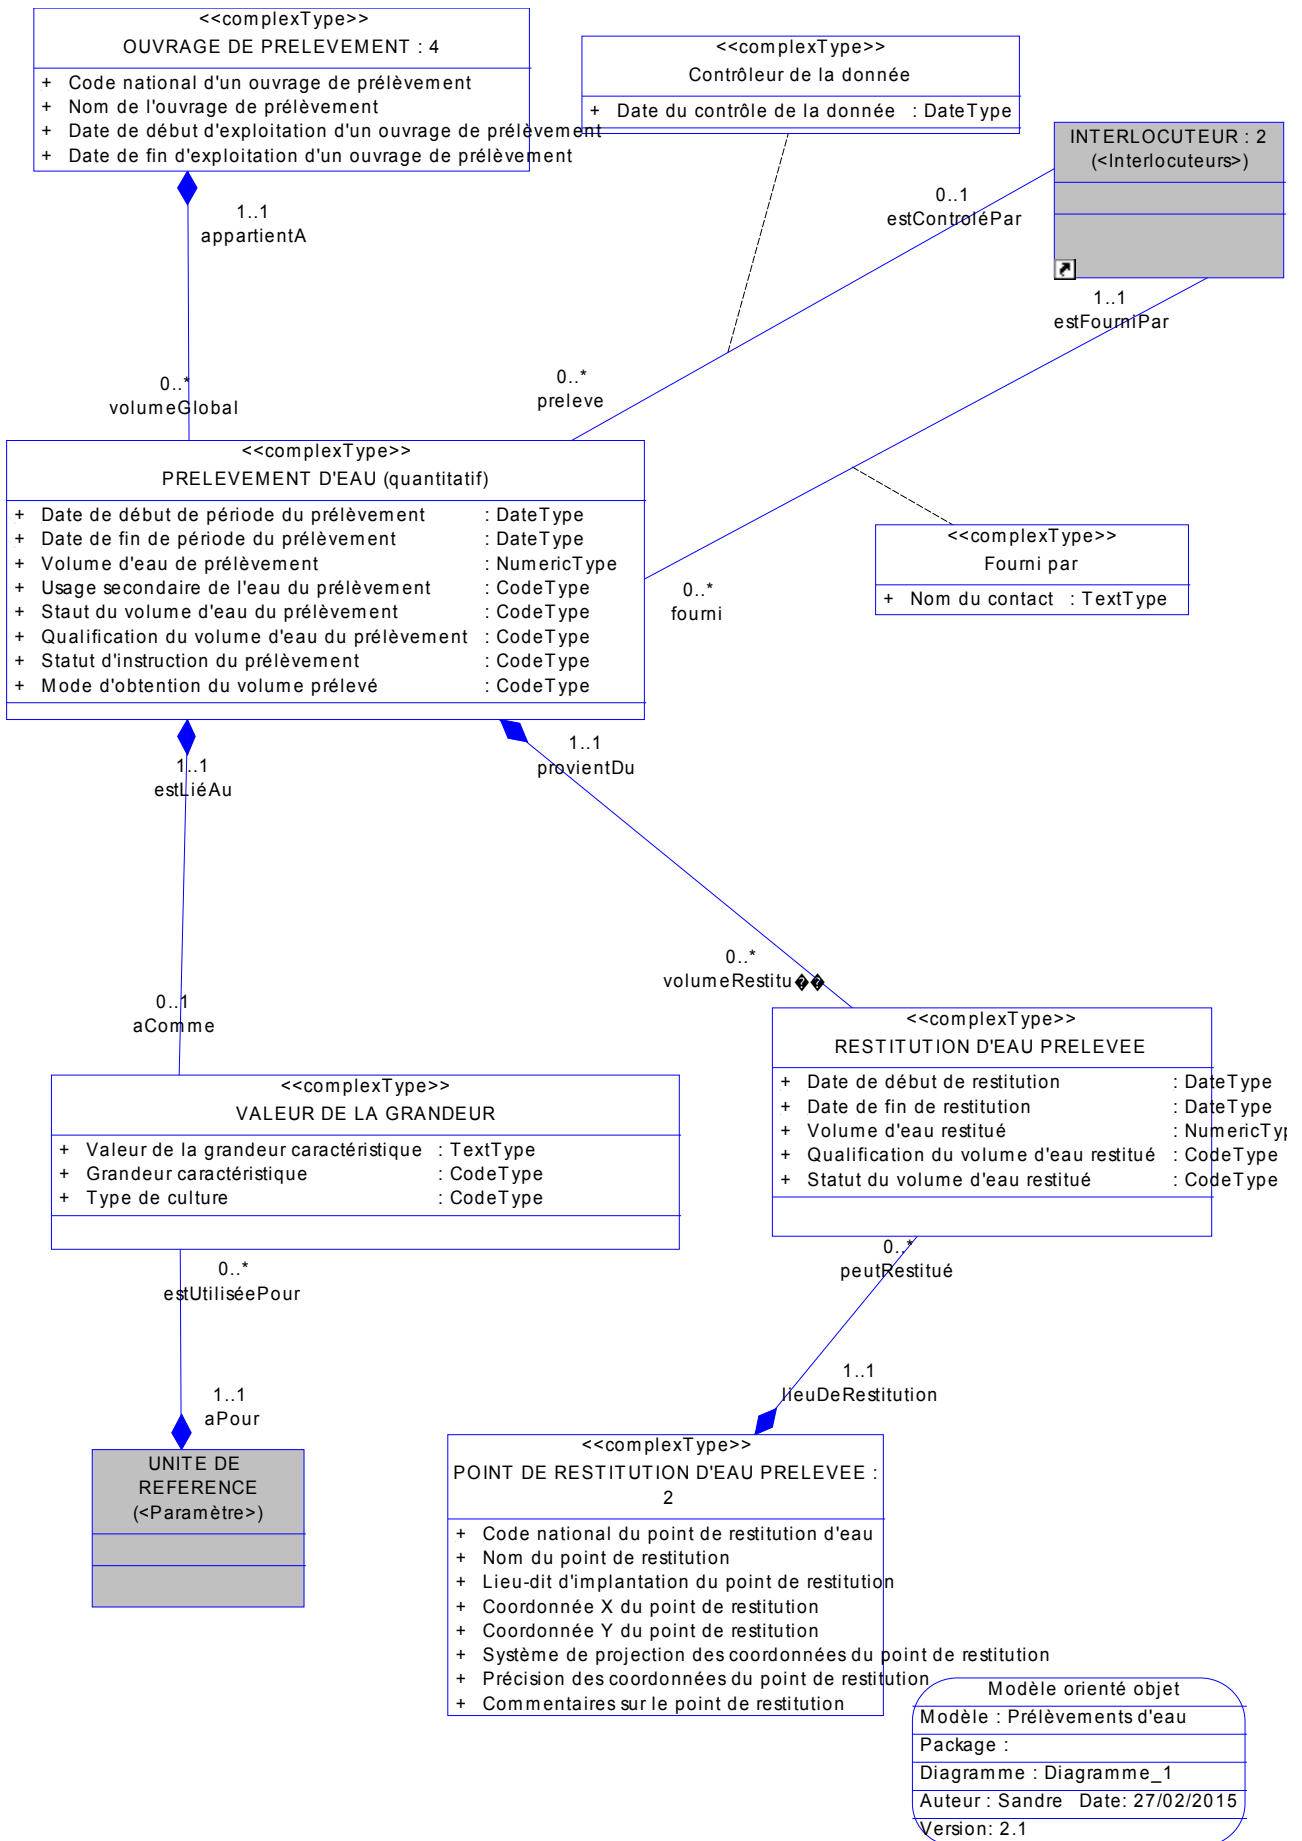 <<complexType>>
OUVRAGE DE PRELEVEMENT : 4
+ Code national d'un ouvrage de prélèvement
+ Nom de l'ouvrage de prélèvement
+ Date de début d'exploitation d'un ouvrage de prélèvement
+ Date de fin d'exploitation d'un ouvrage de prélèvement
<<complexType>>
Contrôleur de la donnée
+ Date du contrôle de la donnée : DateType
INTERLOCUTEUR : 2
(<Interlocuteurs>)
1..1
appartientA
0..1
estControléPar
1..1
estFourniPar
0..*
volumeGlobal
0..*
preleve
<<complexType>>
PRELEVEMENT D'EAU (quantitatif)
+ Date de début de période du prélèvement : DateType
+ Date de fin de période du prélèvement : DateType
+ Volume d'eau de prélèvement : NumericType
+ Usage secondaire de l'eau du prélèvement : CodeType
+ Staut du volume d'eau du prélèvement : CodeType
+ Qualification du volume d'eau du prélèvement : CodeType
+ Statut d'instruction du prélèvement : CodeType
+ Mode d'obtention du volume prélevé : CodeType
0..*
fourni
<<complexType>>
Fourni par
+ Nom du contact : TextType
1..1
estLiéAu
1..1
provientDu
0..1
aComme
0..*
volumeRestitu��
<<complexType>>
VALEUR DE LA GRANDEUR
+ Valeur de la grandeur caractéristique : TextType
+ Grandeur caractéristique : CodeType
+ Type de culture : CodeType
<<complexType>>
RESTITUTION D'EAU PRELEVEE
+ Date de début de restitution : DateType
+ Date de fin de restitution : DateType
+ Volume d'eau restitué : NumericTyp
+ Qualification du volume d'eau restitué : CodeType
+ Statut du volume d'eau restitué : CodeType
0..*
estUtiliséePour
0..*
peutRestitué
1..1
aPour
1..1
lieuDeRestitution
UNITE DE
REFERENCE
(<Paramètre>)
<<complexType>>
POINT DE RESTITUTION D'EAU PRELEVEE :
2
+ Code national du point de restitution d'eau
+ Nom du point de restitution
+ Lieu-dit d'implantation du point de restitution
+ Coordonnée X du point de restitution
+ Coordonnée Y du point de restitution
+ Système de projection des coordonnées du point de restitution
+ Précision des coordonnées du point de restitution
+ Commentaires sur le point de restitution
Modèle orienté objet
Modèle : Prélèvements d'eau
Package :
Diagramme : Diagramme_1
Auteur : Sandre Date: 27/02/2015
Version: 2.1